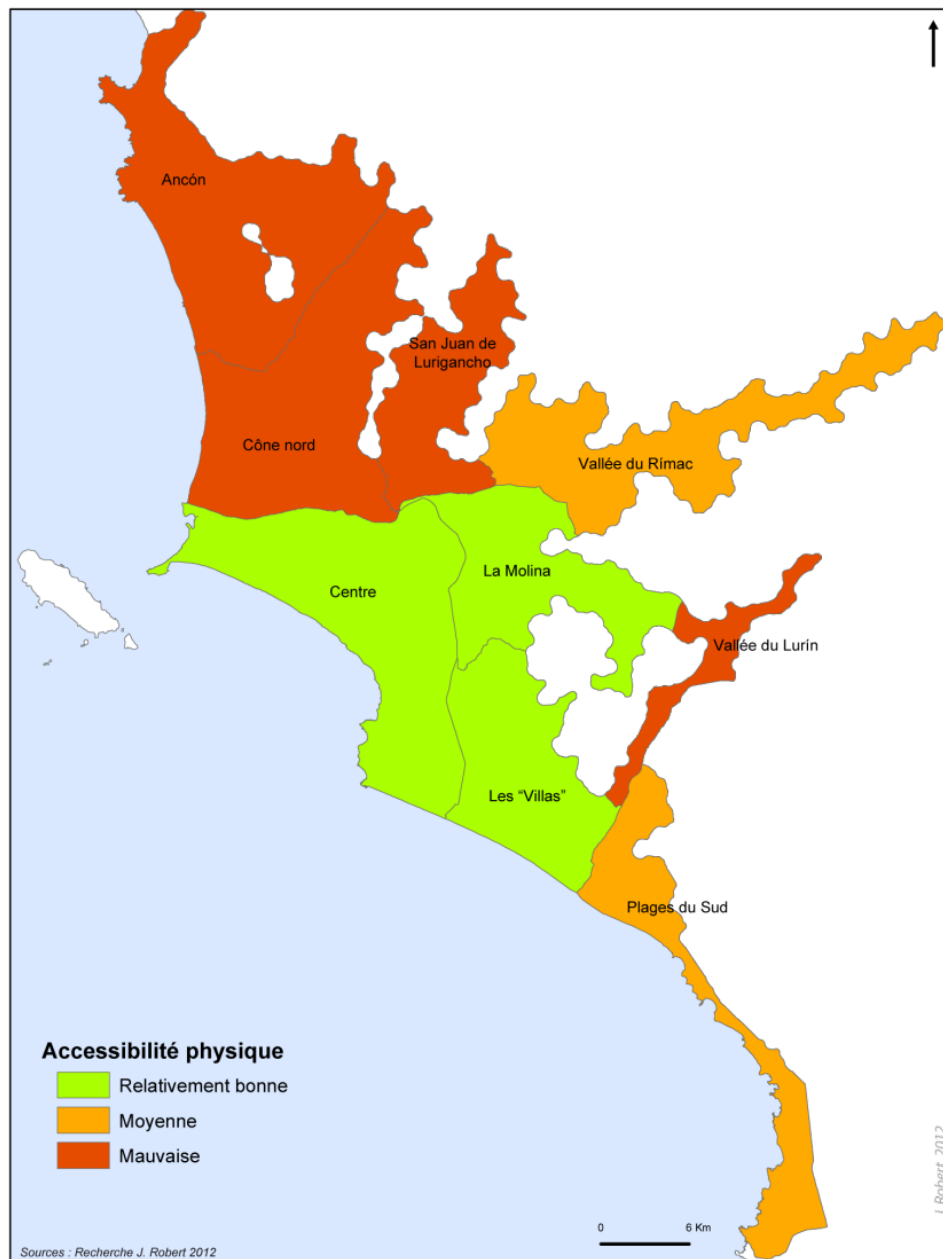 Ancón
San Juan de
Lurigancho
Cône nord
Vallée du Rímac
La Molina
Centre
Vallée du Lurín
Les “Villas”
Plages du Sud
Accessibilité physique
Relativement bonne
Moyenne
Mauvaise
0 6 Km
J. Robert, 2012
Sources : Recherche J. Robert 2012